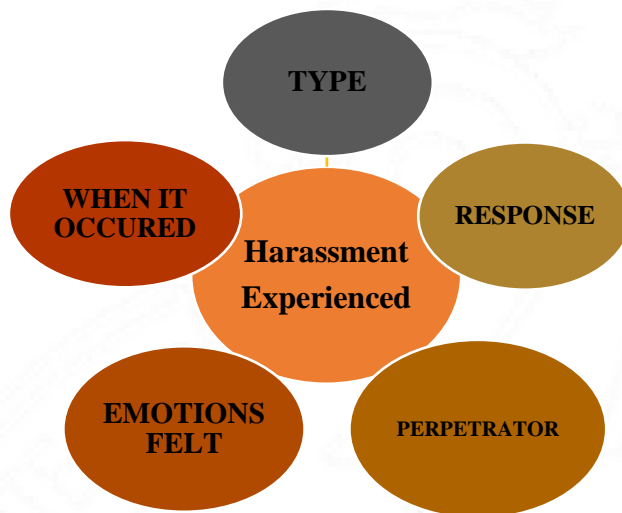 TYPE
WHEN IT
OCCURED
RESPONSE
Harassment
Experienced
EMOTIONS
FELT
PERPETRATOR